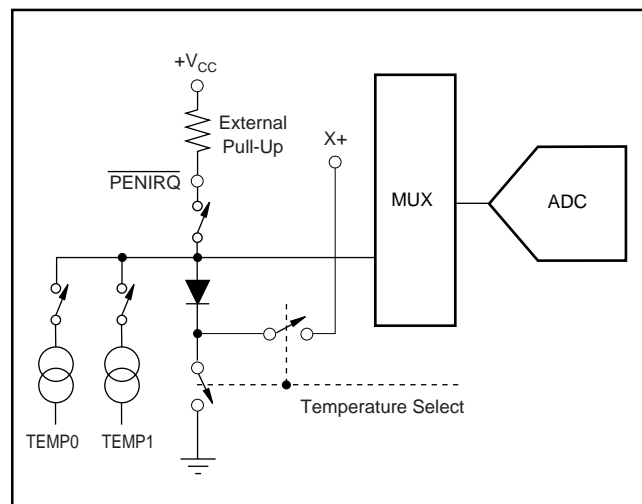 +VCC
External
Pull-Up
X+
PENIRQ
MUX
ADC
Temperature Select
TEMP0
TEMP1